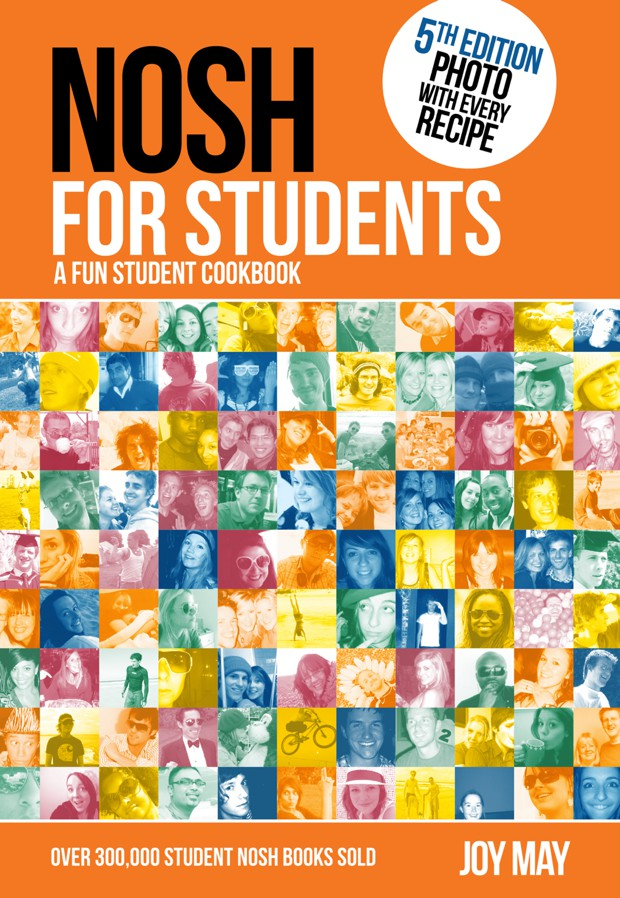 NOSH
FOR STUDENTS
A FUN STUDENT COOKBOOK
5TH EDITION
PHOTO
WITH EVERY
RECIPE
2
OVER 300,000 STUDENT NOSH BOOKS SOLD
JOY MAY